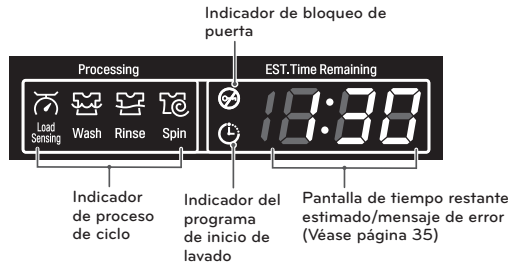 Indicador de bloqueo de
puerta
Processing
EST.Time Remaining
Load
Sensing
Wash
Rinse
Spin
1:30
Indicador
de proceso
de ciclo
Indicador del
programa
de inicio de
lavado
Pantalla de tiempo restante
estimado/mensaje de error
(Véase página 35)